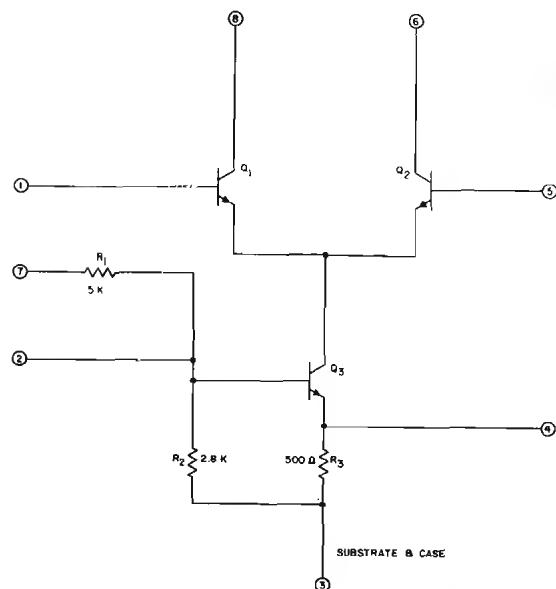 8
6
Q1
Q2
1
5
7
R1
5 K
2
Q3
4
R2 2.8 K
500 Ω R3
SUBSTRATE & CASE
3